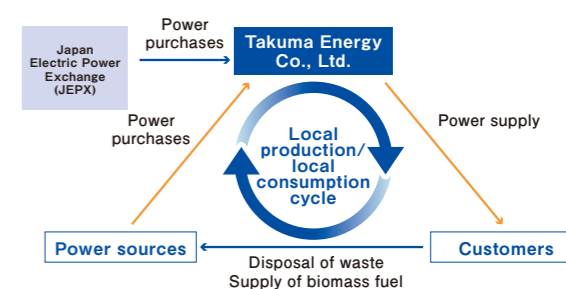 Power
purchases
Japan
Electric Power
Exchange
(JEPX)
Takuma Energy
Co., Ltd.
Power
purchases
Power supply
Local
production/
local
consumption
cycle
Power sources
Customers
Disposal of waste
Supply of biomass fuel